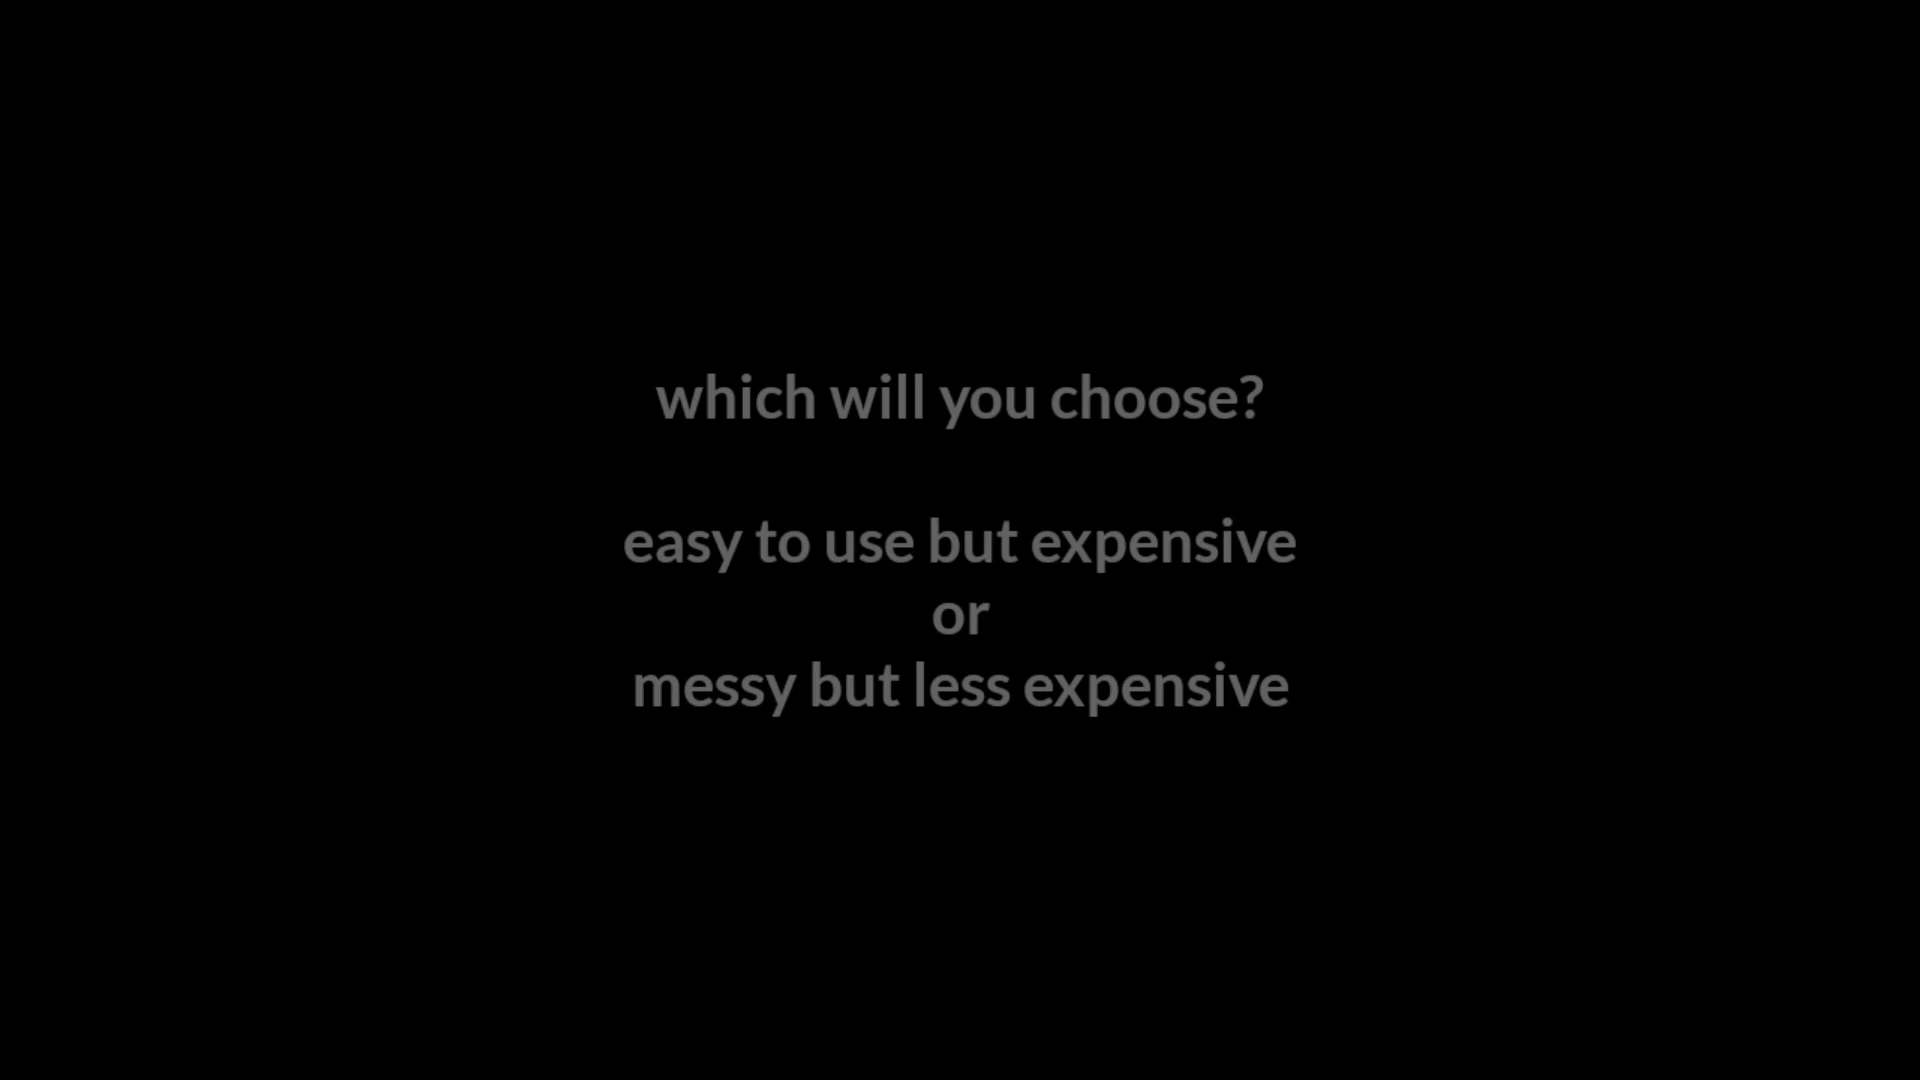 which will you choose?
easy to use but expensive
or
messy but less expensive